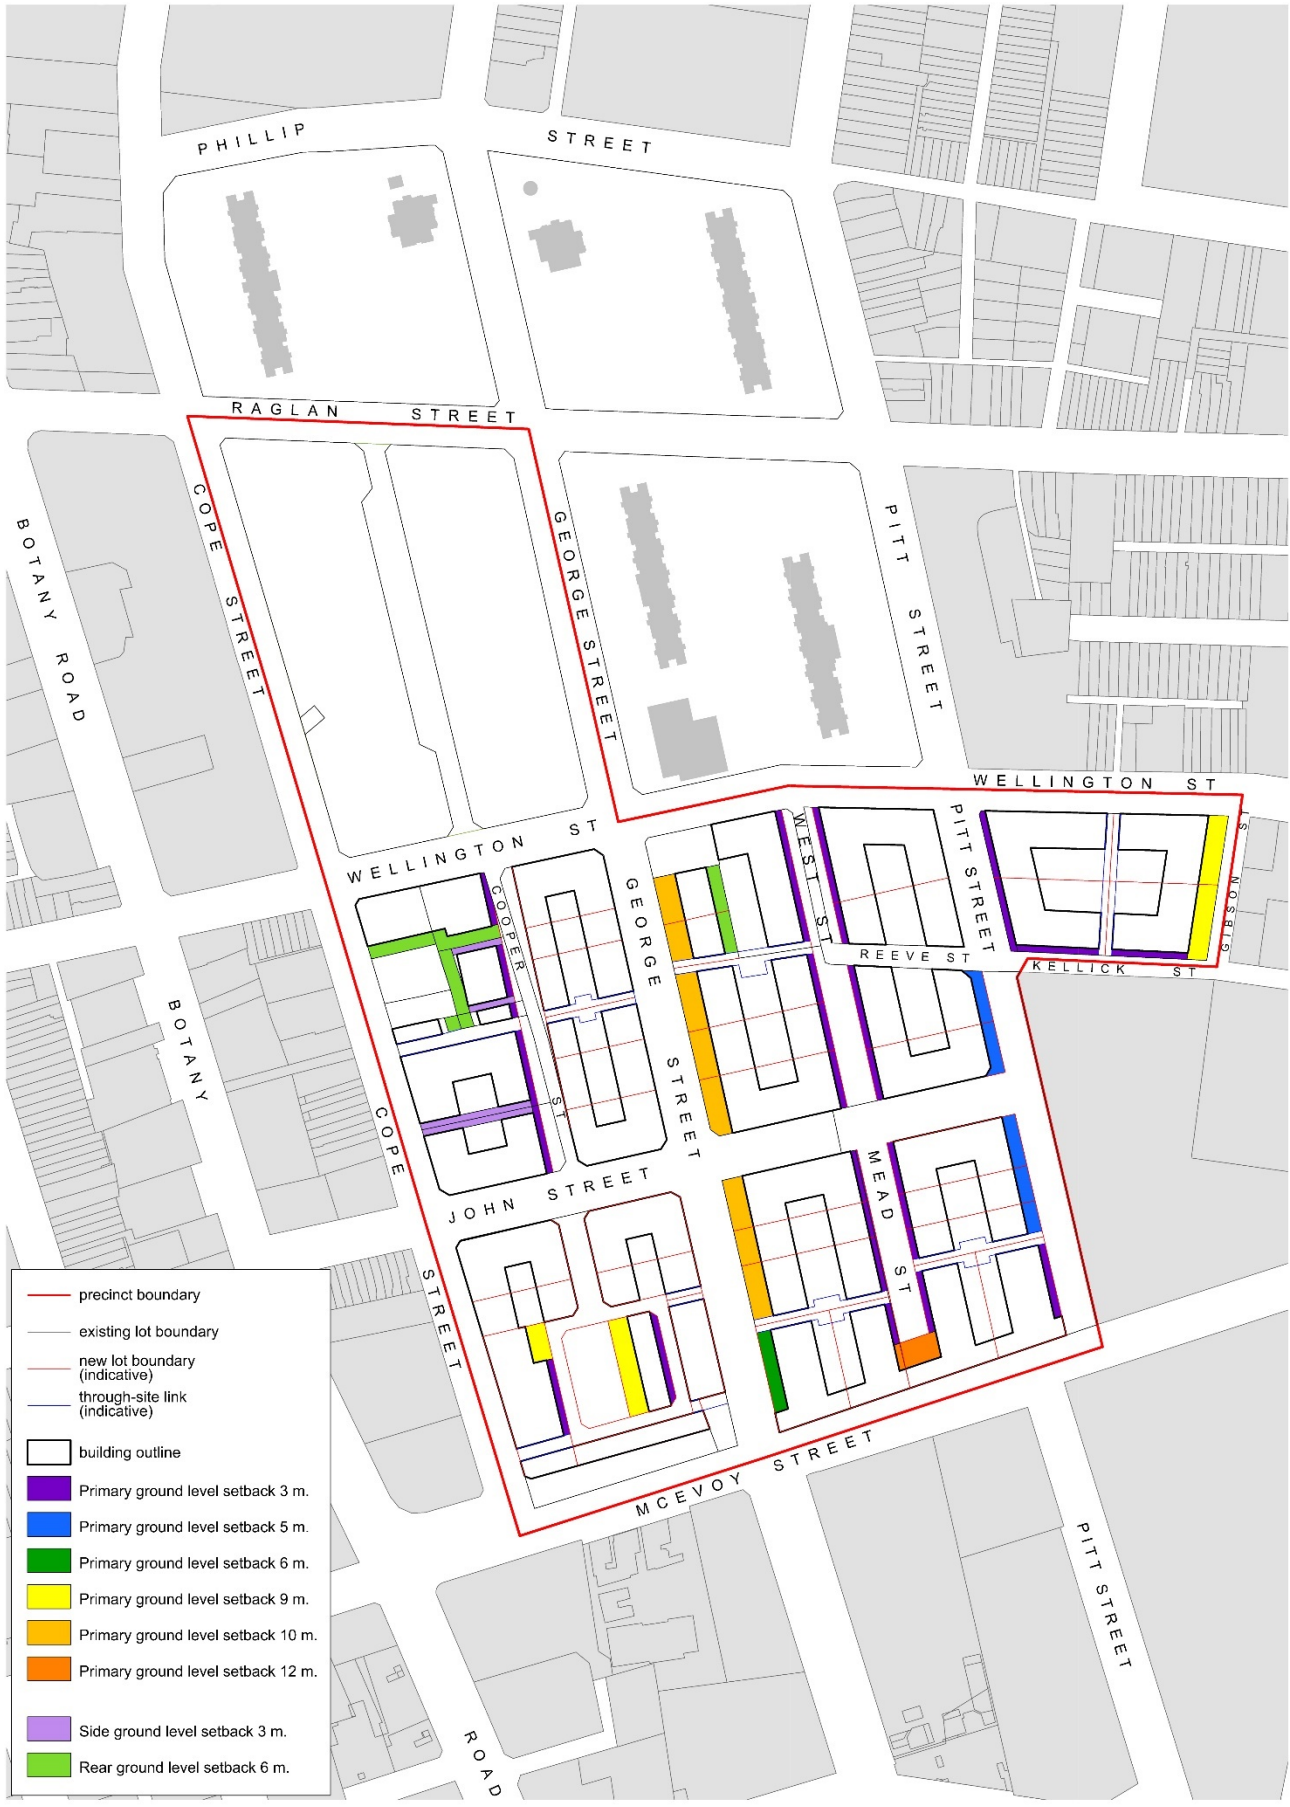 PHILLIP STREET
RAGLAN STREET
COPE STREET
BOTANY ROAD
GEORGE STREET
PITT STREET
WELLINGTON ST
WELLINGTON ST
COOPER ST
GEORGE STREET
WEST ST
PITT STREET
GIBSON ST
REEVE ST
KELLICK ST
BOTANY
COPE STREET
JOHN STREET
MEAD ST
MCEVOY STREET
PITT STREET
ROAD
precinct boundary
existing lot boundary
new lot boundary
(indicative)
through-site link
(indicative)
building outline
Primary ground level setback 3 m.
Primary ground level setback 5 m.
Primary ground level setback 6 m.
Primary ground level setback 9 m.
Primary ground level setback 10 m.
Primary ground level setback 12 m.
Side ground level setback 3 m.
Rear ground level setback 6 m.